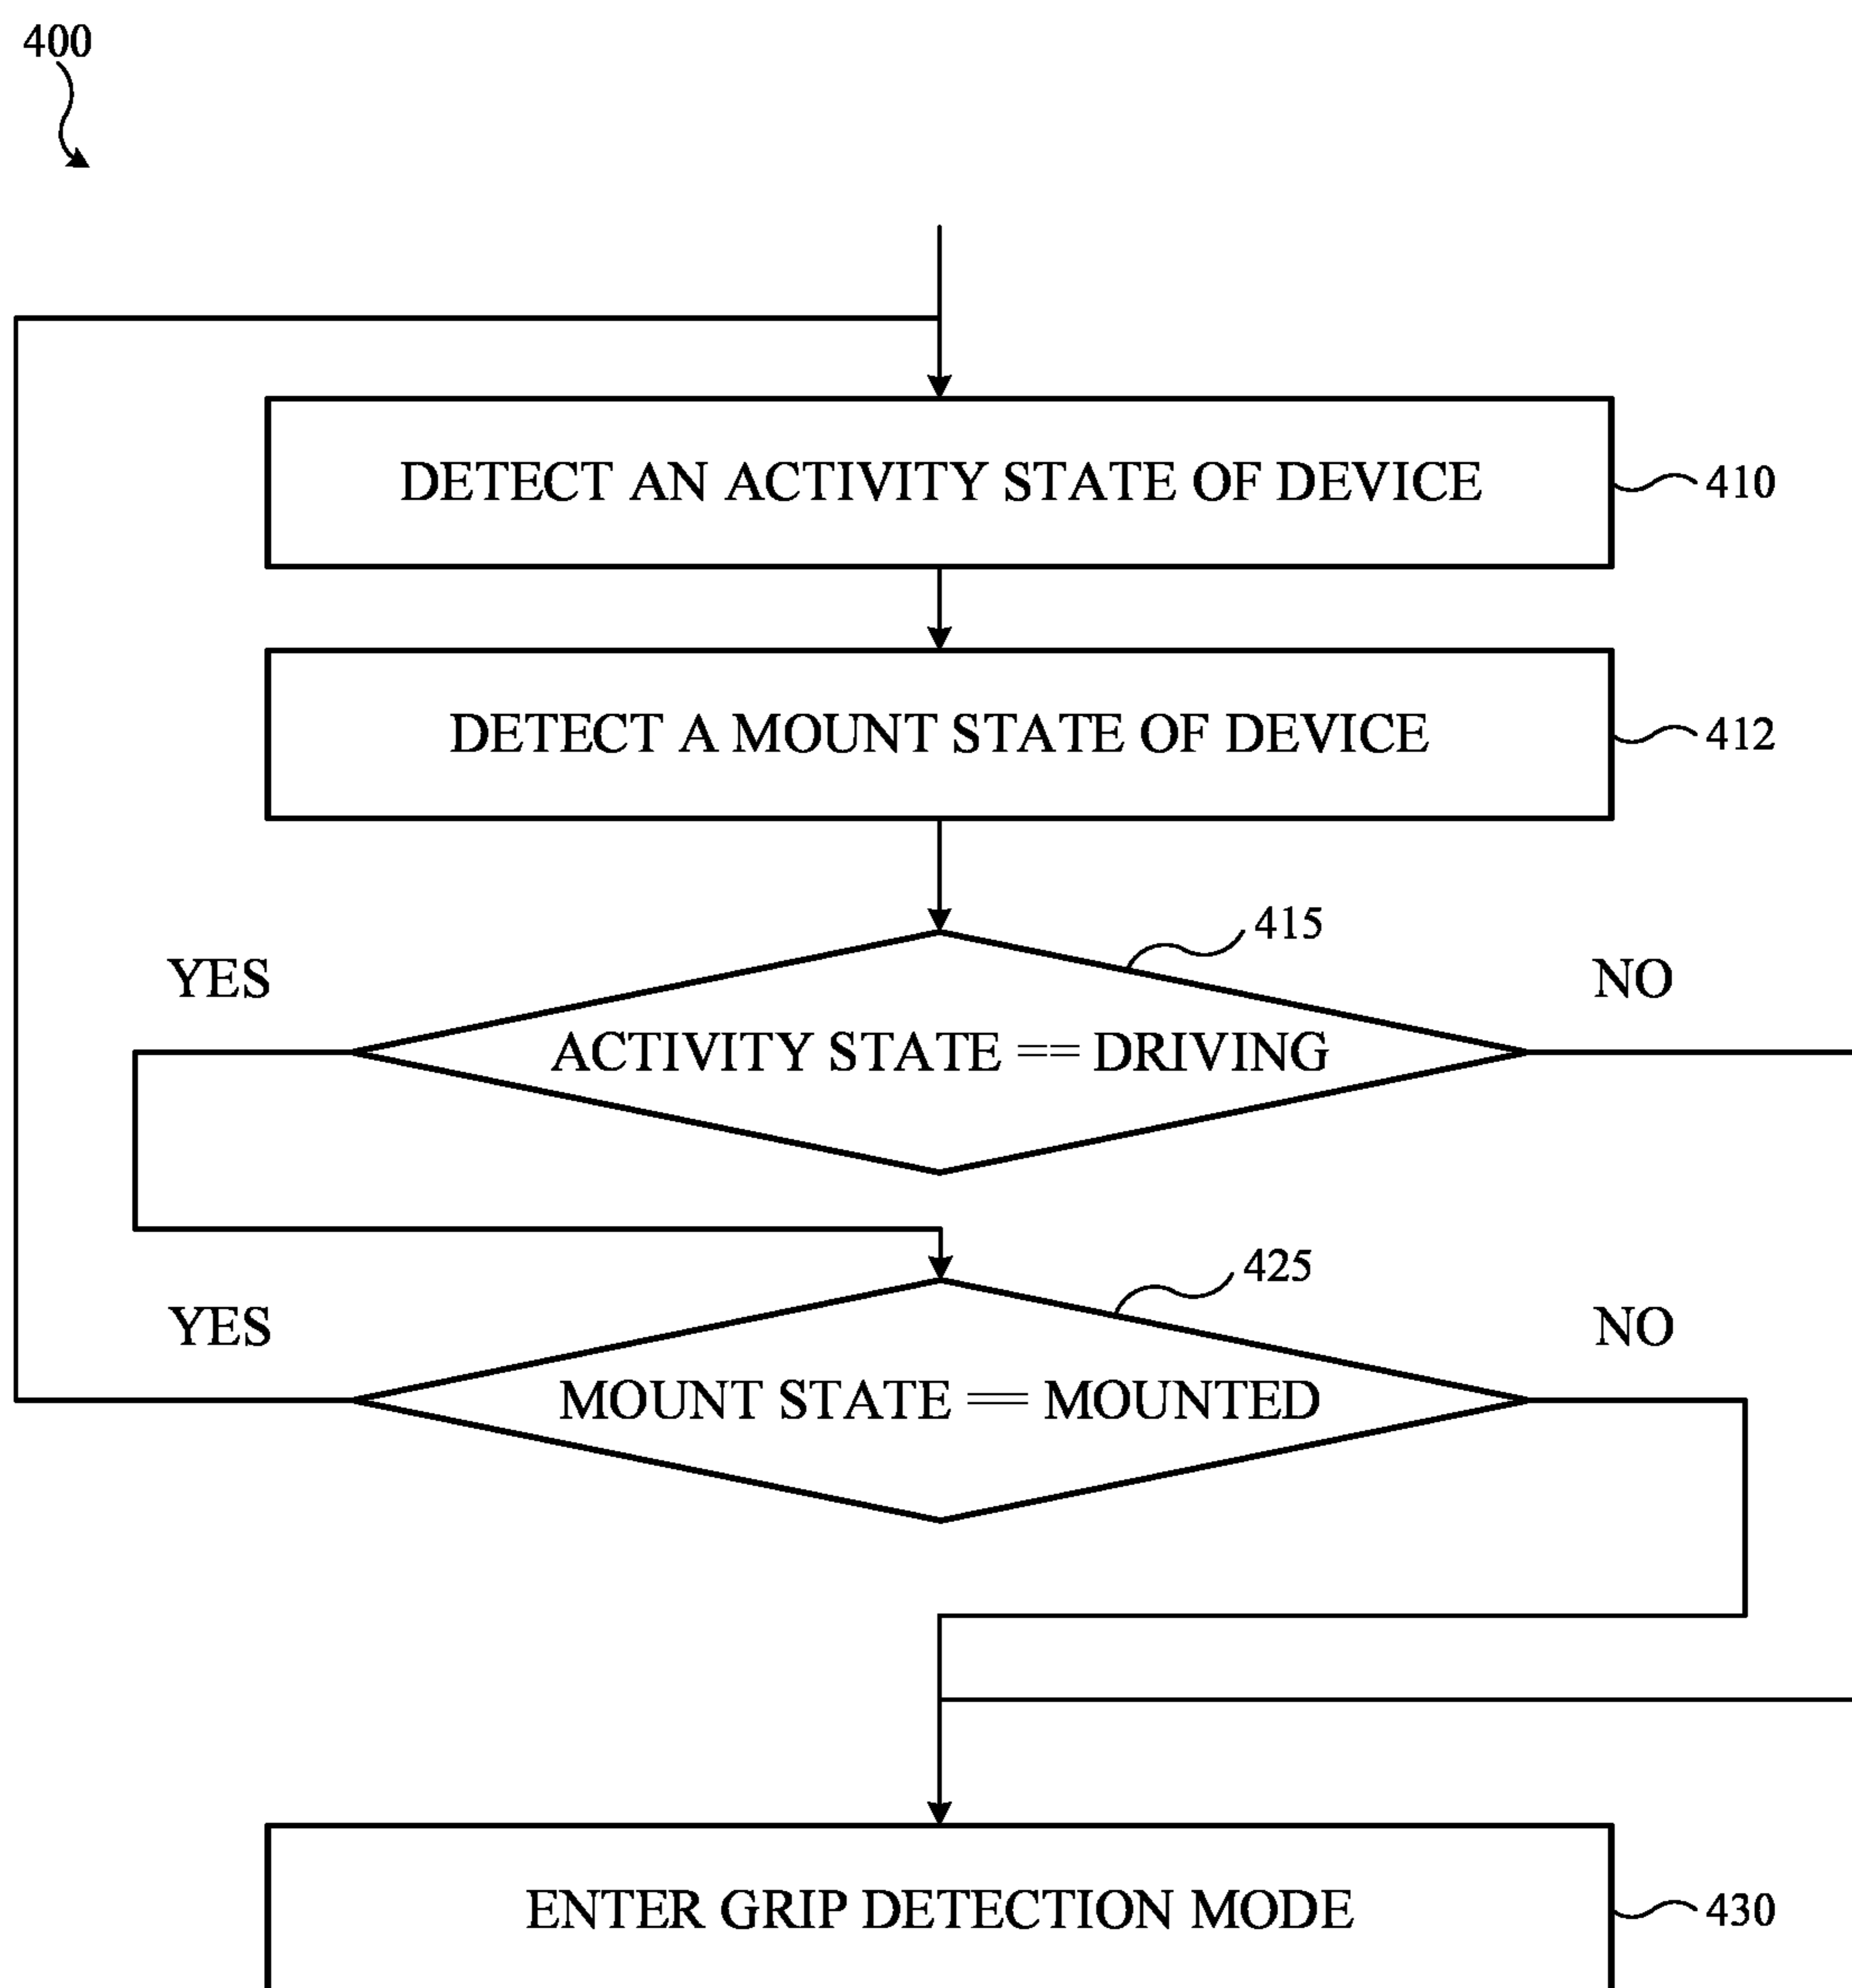 400
DETECT AN ACTIVITY STATE OF DEVICE
410
DETECT A MOUNT STATE OF DEVICE
412
415
YES
NO
ACTIVITY STATE == DRIVING
425
YES
NO
MOUNT STATE == MOUNTED
ENTER GRIP DETECTION MODE
430